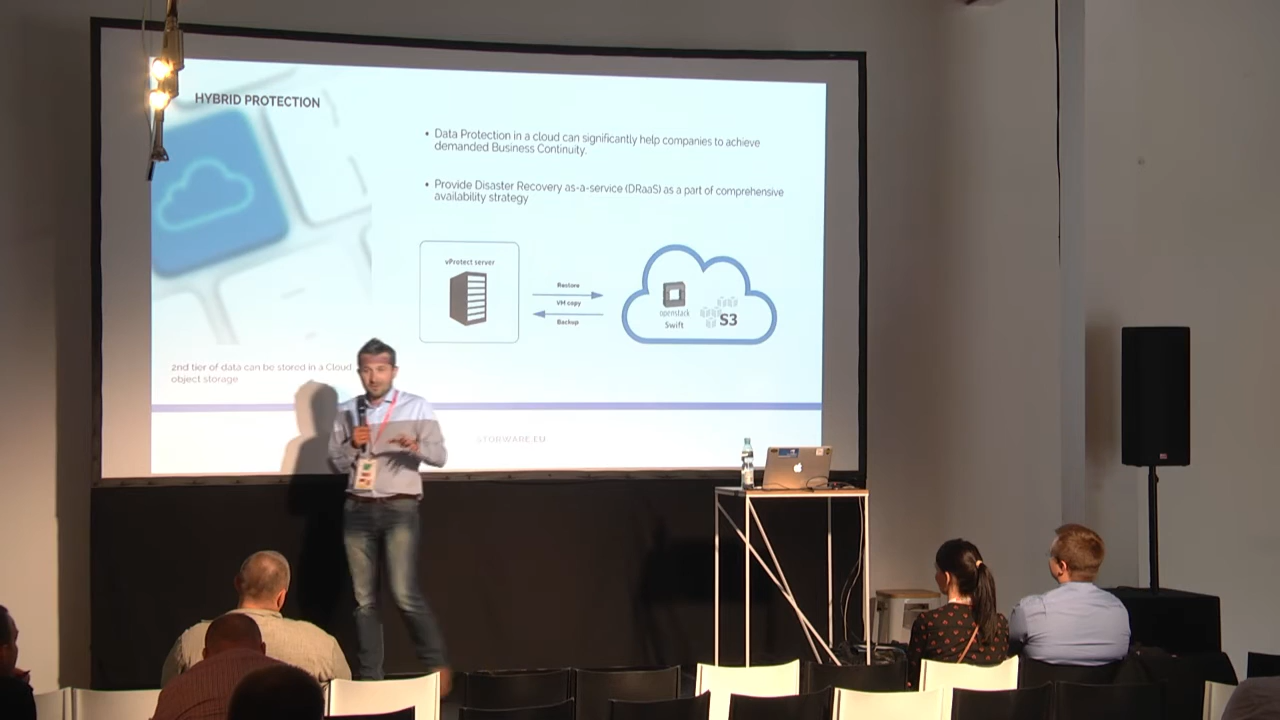 HYBRID PROTECTION
• Data Protection in a cloud can significantly help companies to achieve
demanded Business Continuity.
• Provide Disaster Recovery as-a-service (DRaaS) as a part of comprehensive
availability strategy
vProtect server
Restore
VM copy
Backup
openstack
Swift
S3
2nd tier of data can be stored in a Cloud
object storage
STORWARE.EU